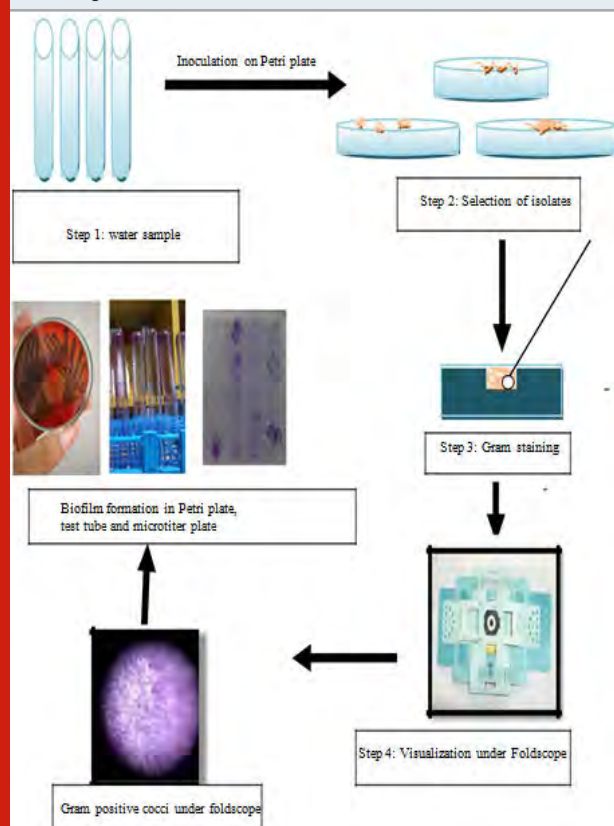 Inoculation on Petri plate
Step 1: water sample
Step 2: Selection of isolates
Step 3: Gram staining
Biofilm formation in Petri plate,
test tube and microtiter plate
Step 4: Visualization under Foldscope
Gram positive cocci under foldscope